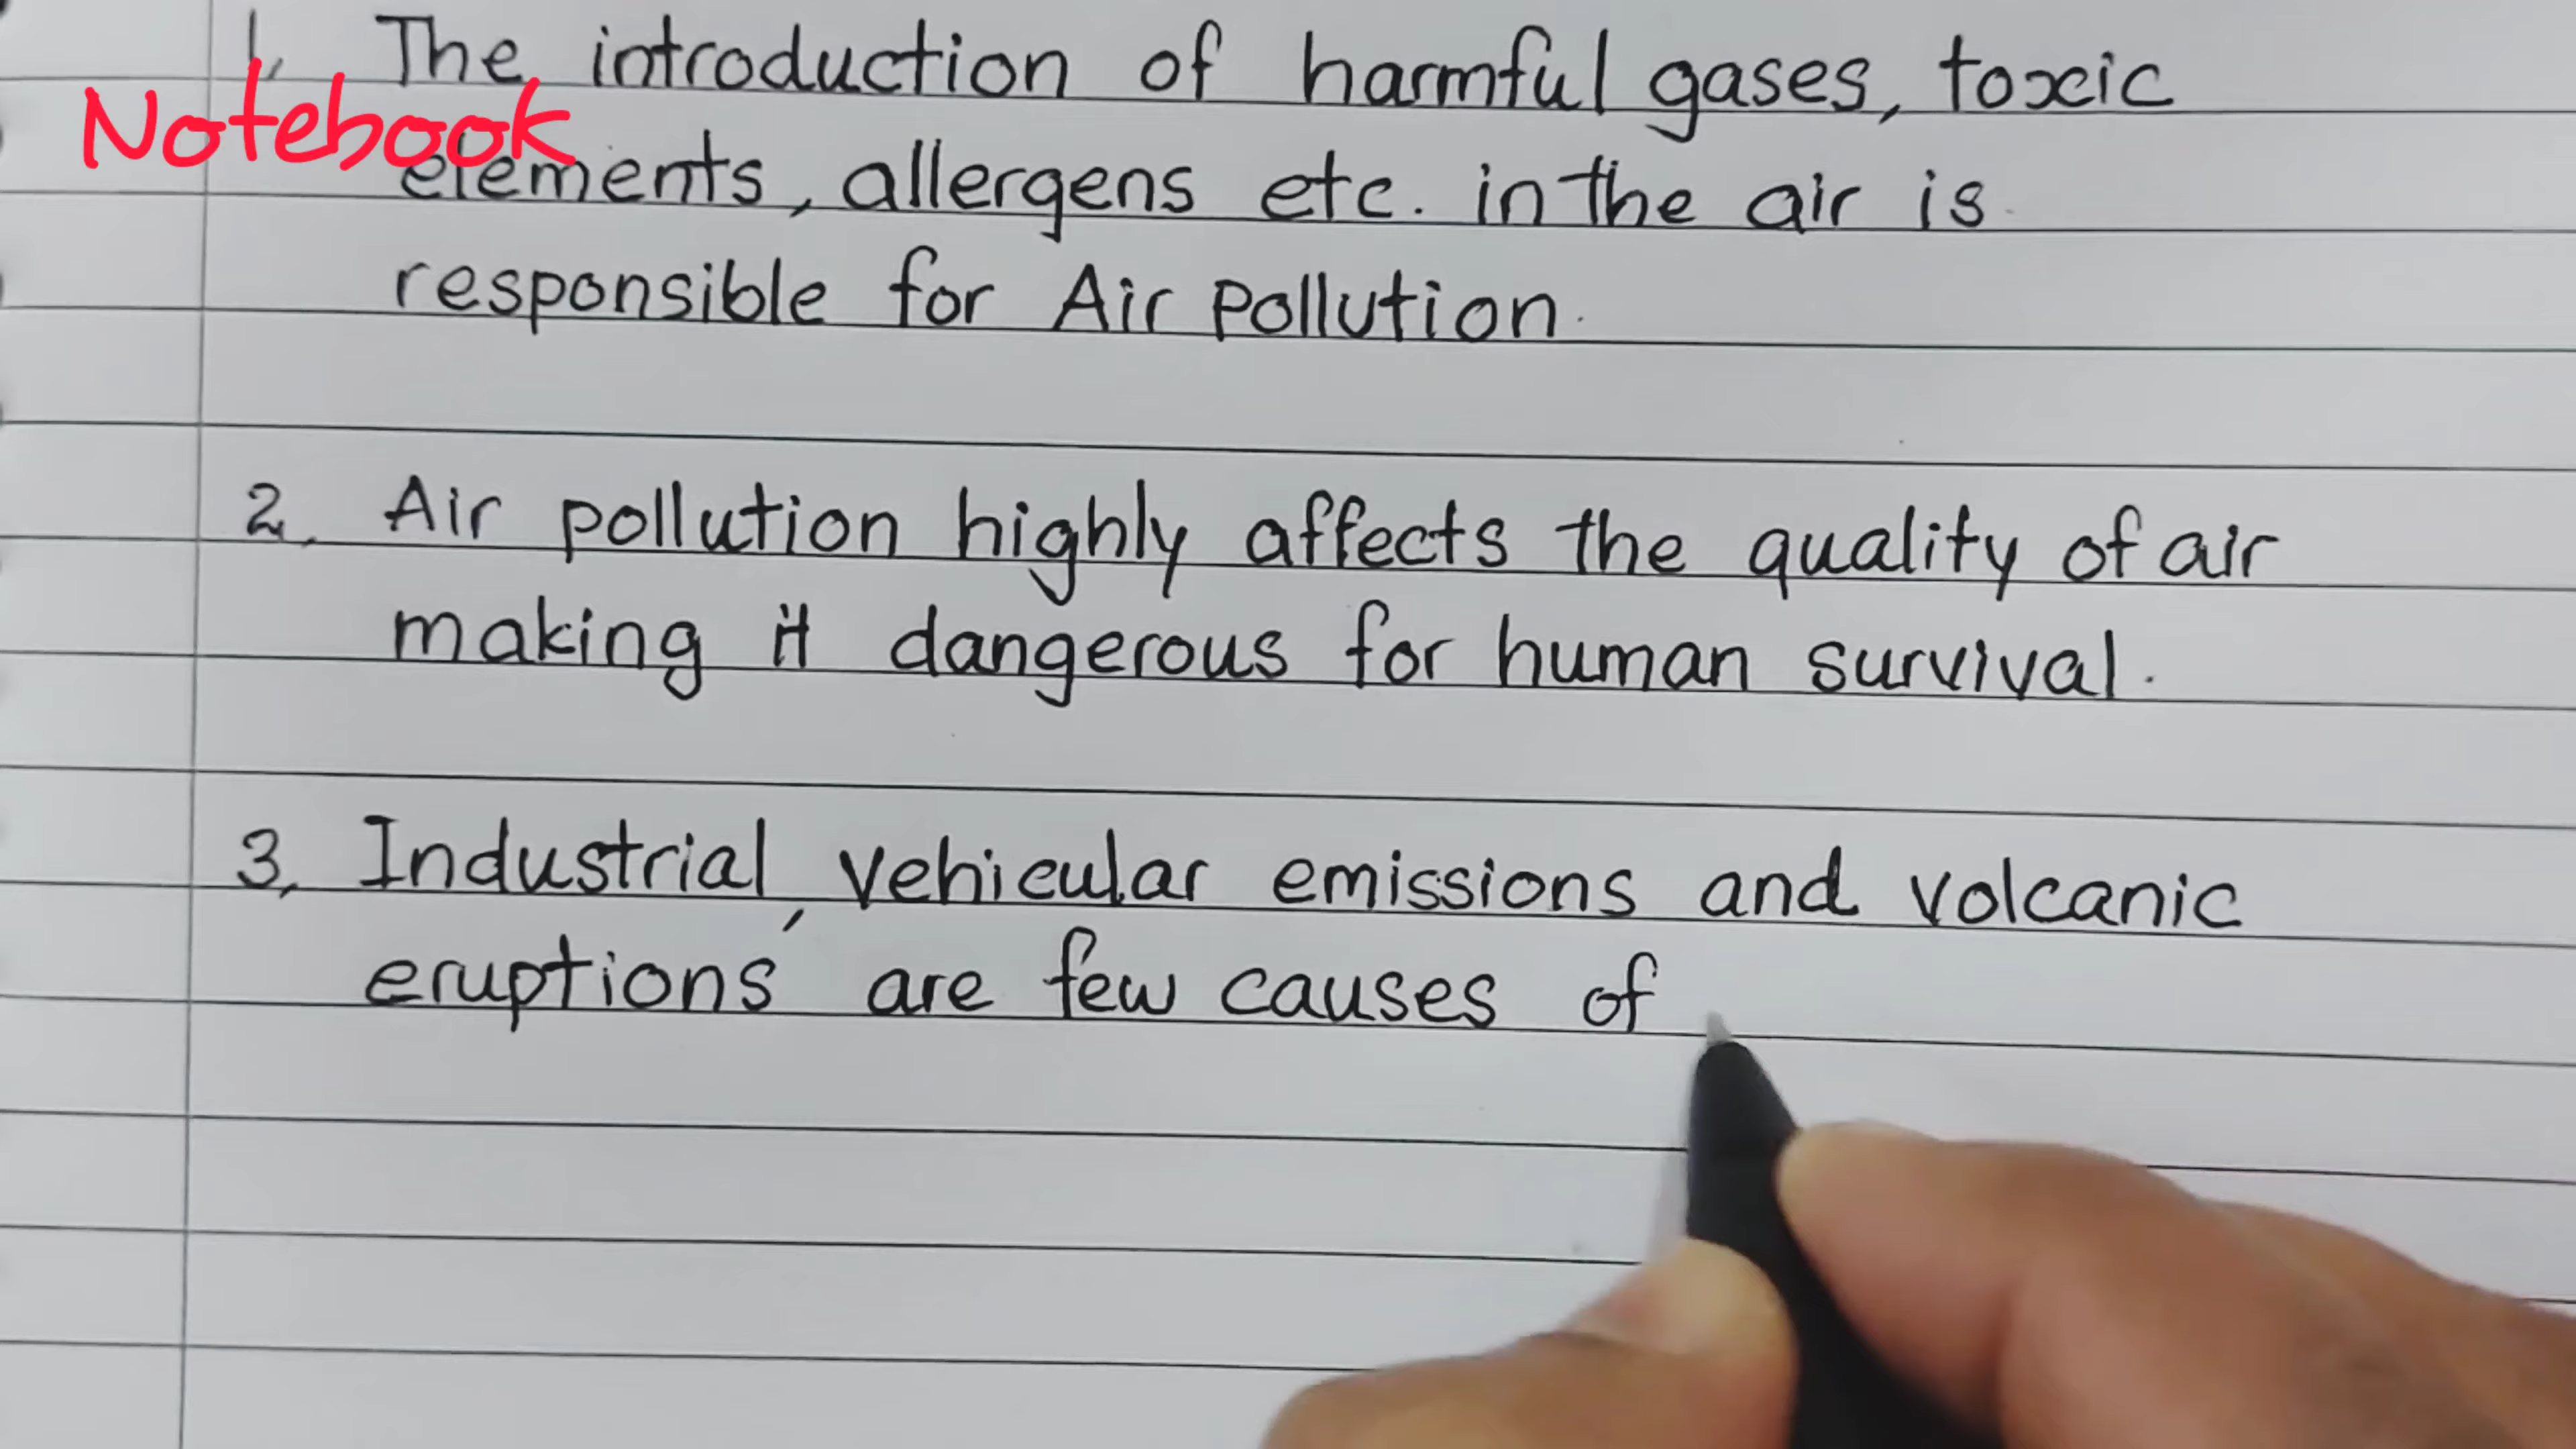 1. The introduction of harmful gases, toxic
Notebook
elements, allergens etc. in the air is
responsible for Air Pollution.
2. Air pollution highly affects the quality of air
making it dangerous for human survival.
3. Industrial, vehicular emissions and volcanic
eruptions are few causes of